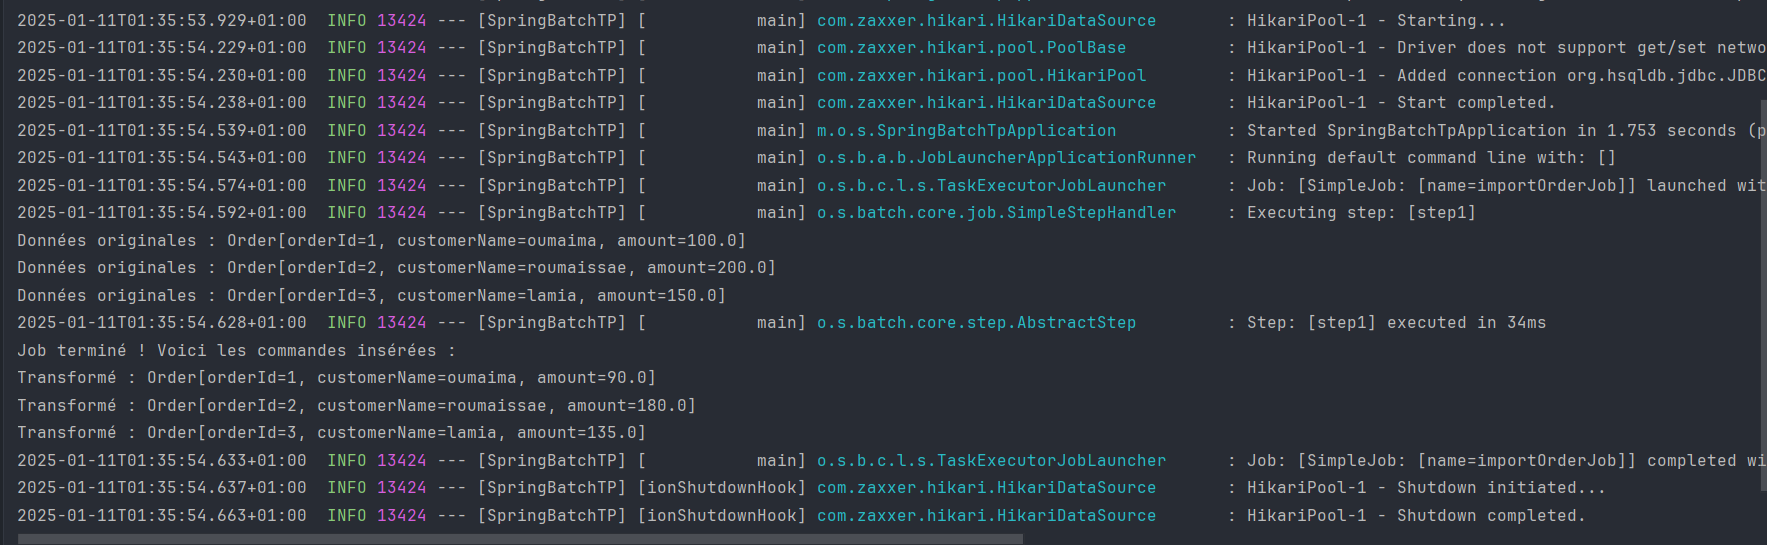 2025-01-11T01:35:53.929+01:00  INFO 13424 --- [SpringBatchTP] [           main] com.zaxxer.hikari.HikariDataSource       : HikariPool-1 - Starting...
2025-01-11T01:35:54.229+01:00  INFO 13424 --- [SpringBatchTP] [           main] com.zaxxer.hikari.pool.PoolBase          : HikariPool-1 - Driver does not support get/set netwo
2025-01-11T01:35:54.230+01:00  INFO 13424 --- [SpringBatchTP] [           main] com.zaxxer.hikari.pool.HikariPool        : HikariPool-1 - Added connection org.hsqldb.jdbc.JDBC
2025-01-11T01:35:54.238+01:00  INFO 13424 --- [SpringBatchTP] [           main] com.zaxxer.hikari.HikariDataSource       : HikariPool-1 - Start completed.
2025-01-11T01:35:54.539+01:00  INFO 13424 --- [SpringBatchTP] [           main] m.o.s.SpringBatchTpApplication           : Started SpringBatchTpApplication in 1.753 seconds (p
2025-01-11T01:35:54.543+01:00  INFO 13424 --- [SpringBatchTP] [           main] o.s.b.a.b.JobLauncherApplicationRunner   : Running default command line with: []
2025-01-11T01:35:54.574+01:00  INFO 13424 --- [SpringBatchTP] [           main] o.s.b.c.l.s.TaskExecutorJobLauncher      : Job: [SimpleJob: [name=importOrderJob]] launched wit
2025-01-11T01:35:54.592+01:00  INFO 13424 --- [SpringBatchTP] [           main] o.s.batch.core.job.SimpleStepHandler     : Executing step: [step1]
Données originales : Order[orderId=1, customerName=oumaima, amount=100.0]
Données originales : Order[orderId=2, customerName=roumaissae, amount=200.0]
Données originales : Order[orderId=3, customerName=lamia, amount=150.0]
2025-01-11T01:35:54.628+01:00  INFO 13424 --- [SpringBatchTP] [           main] o.s.batch.core.step.AbstractStep         : Step: [step1] executed in 34ms
Job terminé ! Voici les commandes insérées :
Transformé : Order[orderId=1, customerName=oumaima, amount=90.0]
Transformé : Order[orderId=2, customerName=roumaissae, amount=180.0]
Transformé : Order[orderId=3, customerName=lamia, amount=135.0]
2025-01-11T01:35:54.633+01:00  INFO 13424 --- [SpringBatchTP] [           main] o.s.b.c.l.s.TaskExecutorJobLauncher      : Job: [SimpleJob: [name=importOrderJob]] completed wi
2025-01-11T01:35:54.637+01:00  INFO 13424 --- [SpringBatchTP] [ionShutdownHook] com.zaxxer.hikari.HikariDataSource       : HikariPool-1 - Shutdown initiated...
2025-01-11T01:35:54.663+01:00  INFO 13424 --- [SpringBatchTP] [ionShutdownHook] com.zaxxer.hikari.HikariDataSource       : HikariPool-1 - Shutdown completed.